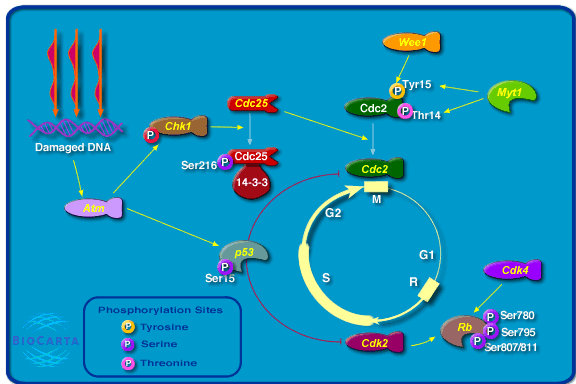 Wee1
Tyr15
P
Myt1
Cdc25
Cdc2
P
Thr14
Chk1
P
Damaged DNA
Cdc25
Ser216
P
14-3-3
Cdc2
M
Atm
G2
G1
p53
P
Ser15
S
R
Cdk4
Phosphorylation Sites
P Tyrosine
P Serine
P Threonine
Rb
P
Ser780
P
Ser795
P
Ser807/811
Cdk2
BIOCARTA